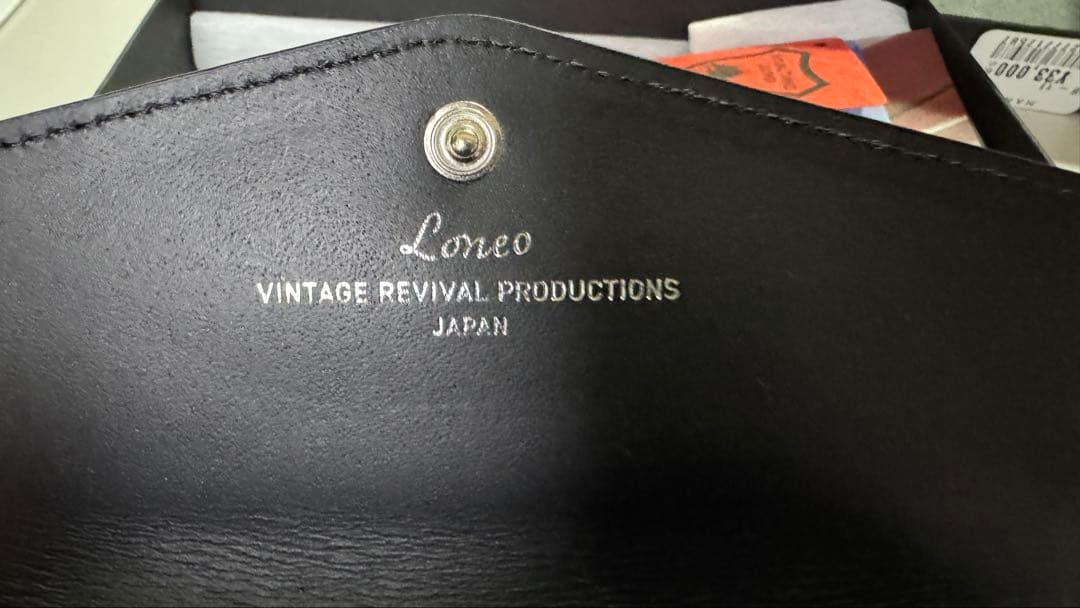 Loneo
VINTAGE REVIVAL PRODUCTIONS
JAPAN
¥33,000